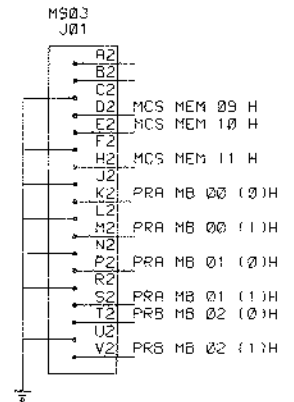 MS03
J01
A2
B2
C2
D2 MCS MEM 09 H
E2 MCS MEM 10 H
F2
H2 MCS MEM 11 H
J2
K2 PRA MB 00 (0)H
L2
M2 PRA MB 00 (1)H
N2
P2 PRA MB 01 (0)H
R2
S2 PRA MB 01 (1)H
T2 PRB MB 02 (0)H
U2
V2 PRB MB 02 (1)H